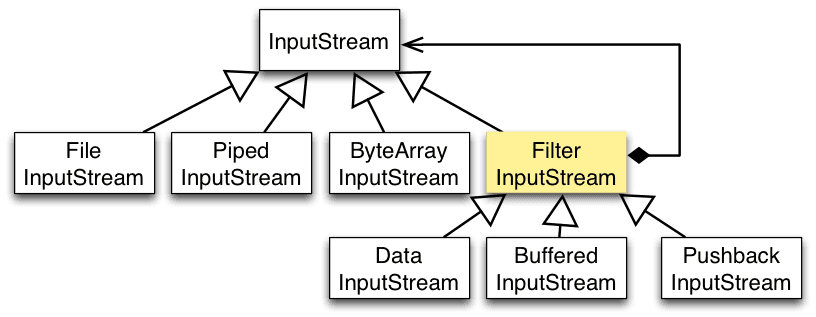 InputStream
File
InputStream
Piped
InputStream
ByteArray
InputStream
Filter
InputStream
Data
InputStream
Buffered
InputStream
Pushback
InputStream